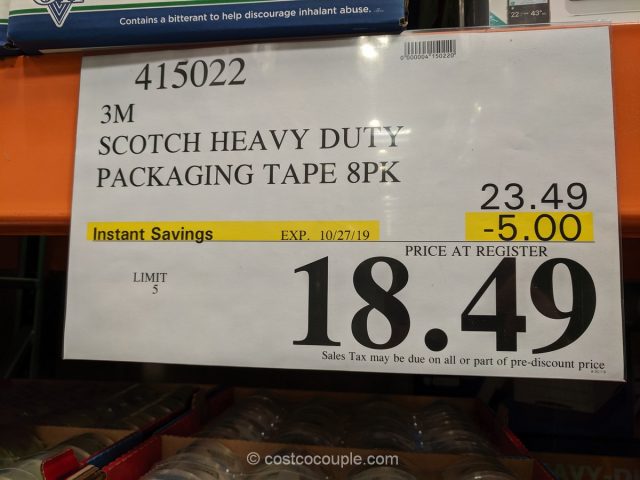 Contains a bitterant to help discourage inhalant abuse.
22" - 43"
415022
3M
SCOTCH HEAVY DUTY
PACKAGING TAPE 8PK
23.49
-5.00
Instant Savings EXP. 10/27/19
PRICE AT REGISTER
LIMIT
5
18.49
Sales Tax may be due on all or part of pre-discount price
© costcocouple.com